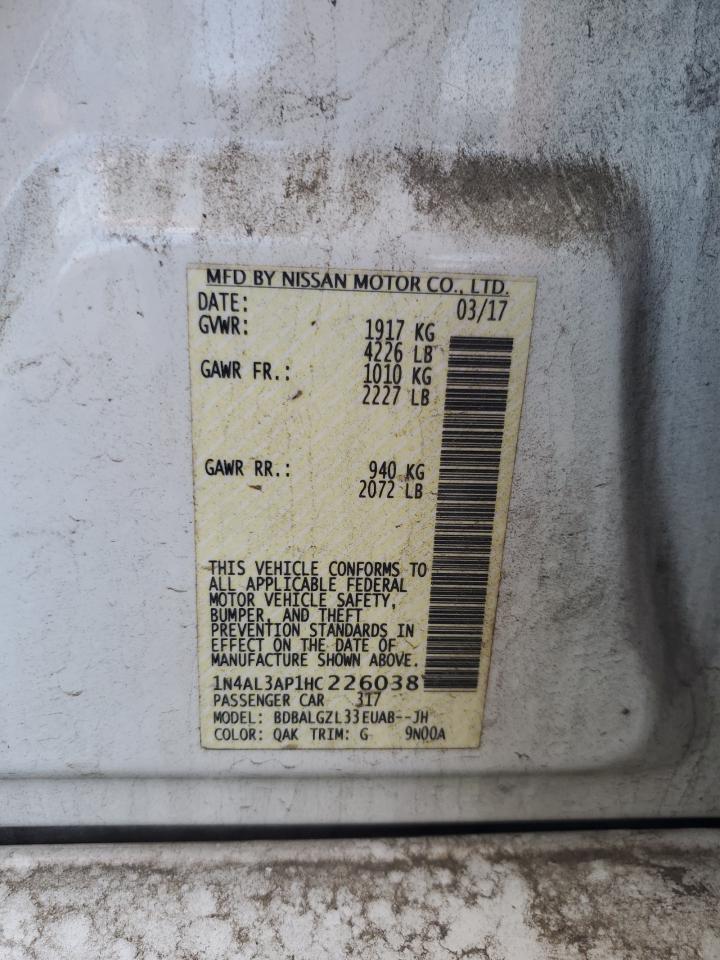 MFD BY NISSAN MOTOR CO., LTD.
DATE: 03/17
GVWR: 1917 KG
4226 LB
GAWR FR.: 1010 KG
2227 LB
GAWR RR.: 940 KG
2072 LB
THIS VEHICLE CONFORMS TO
ALL APPLICABLE FEDERAL
MOTOR VEHICLE SAFETY,
BUMPER, AND THEFT
PREVENTION STANDARDS IN
EFFECT ON THE DATE OF
MANUFACTURE SHOWN ABOVE.
1N4AL3AP1HC226038
PASSENGER CAR 317
MODEL: BDBALGZL33EUAB--JH
COLOR: QAK TRIM: G 9N00A